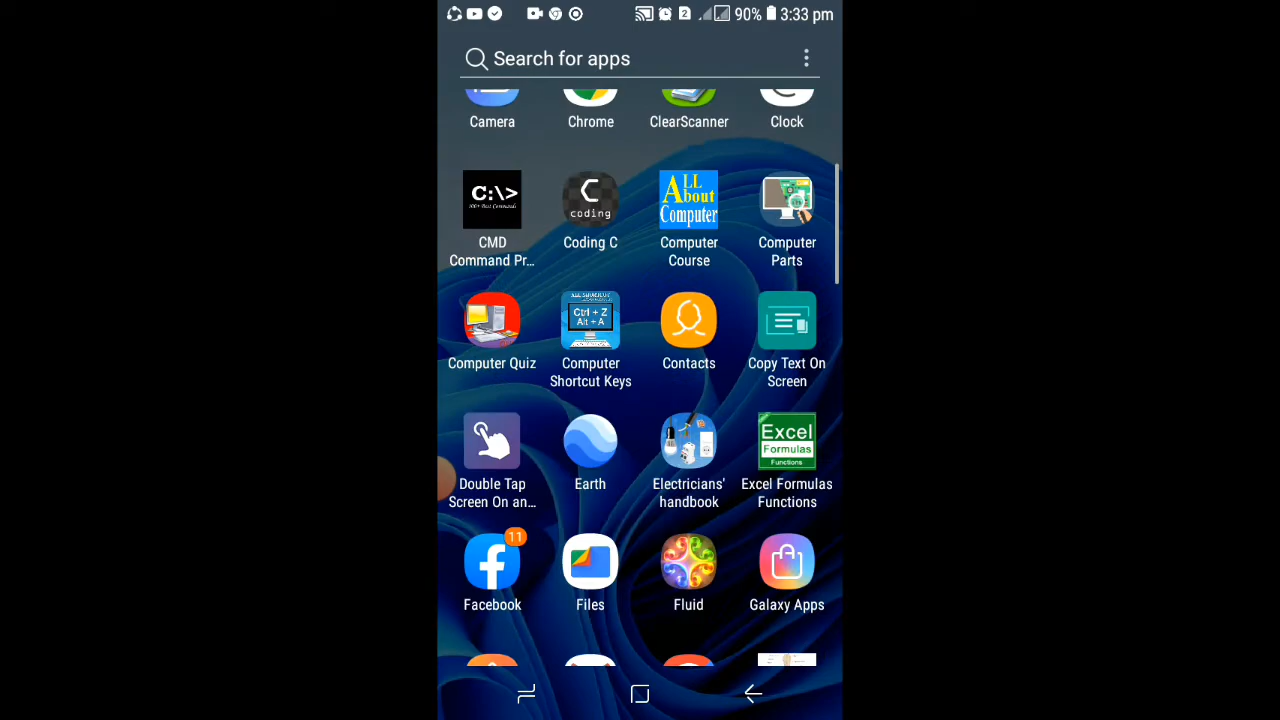 2 90% 3:33 pm
Search for apps
Camera Chrome ClearScanner Clock
C:\>
C
coding
ALL
About
Computer
CMD
Command Pr...
Coding C
Computer
Course
Computer
Parts
Ctrl + Z
Alt + A
Computer Quiz
Computer
Shortcut Keys
Contacts
Copy Text On
Screen
Excel
Formulas
Functions
Double Tap
Screen On an...
Earth
Electricians'
handbook
Excel Formulas
Functions
11
Facebook Files Fluid Galaxy Apps